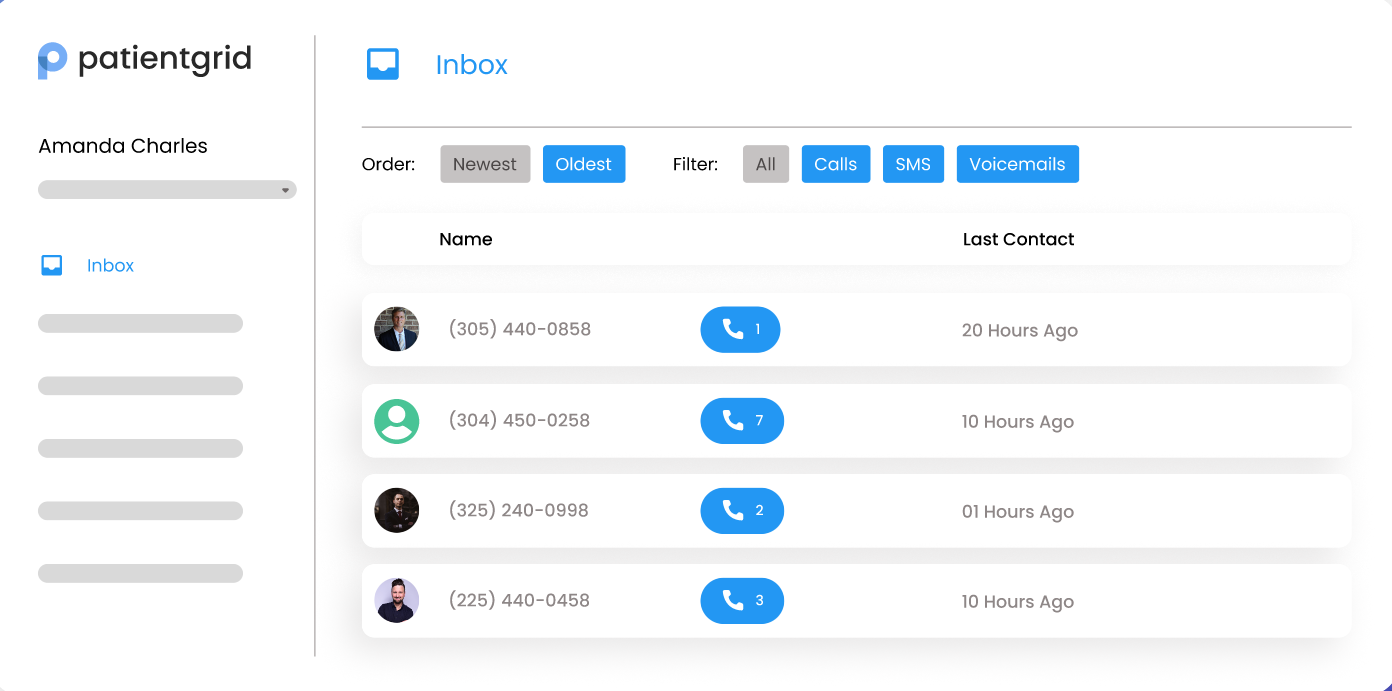 patientgrid
Amanda Charles
Inbox
Inbox
Order: Newest Oldest Filter: All Calls SMS Voicemails
Name Last Contact
(305) 440-0858 1 20 Hours Ago
(304) 450-0258 7 10 Hours Ago
(325) 240-0998 2 01 Hours Ago
(225) 440-0458 3 10 Hours Ago